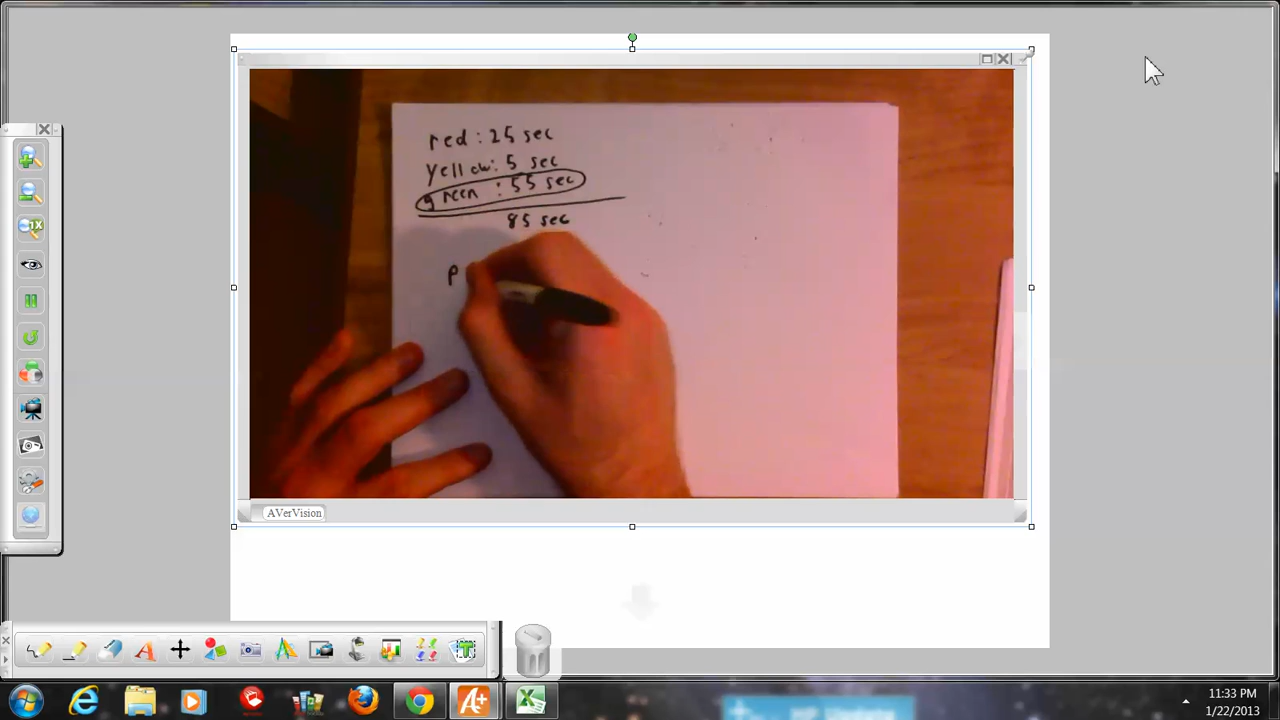 red : 25 sec
yellow: 5 sec
green : 55 sec
85 sec
P
AVerVision
11:33 PM
1/22/2013